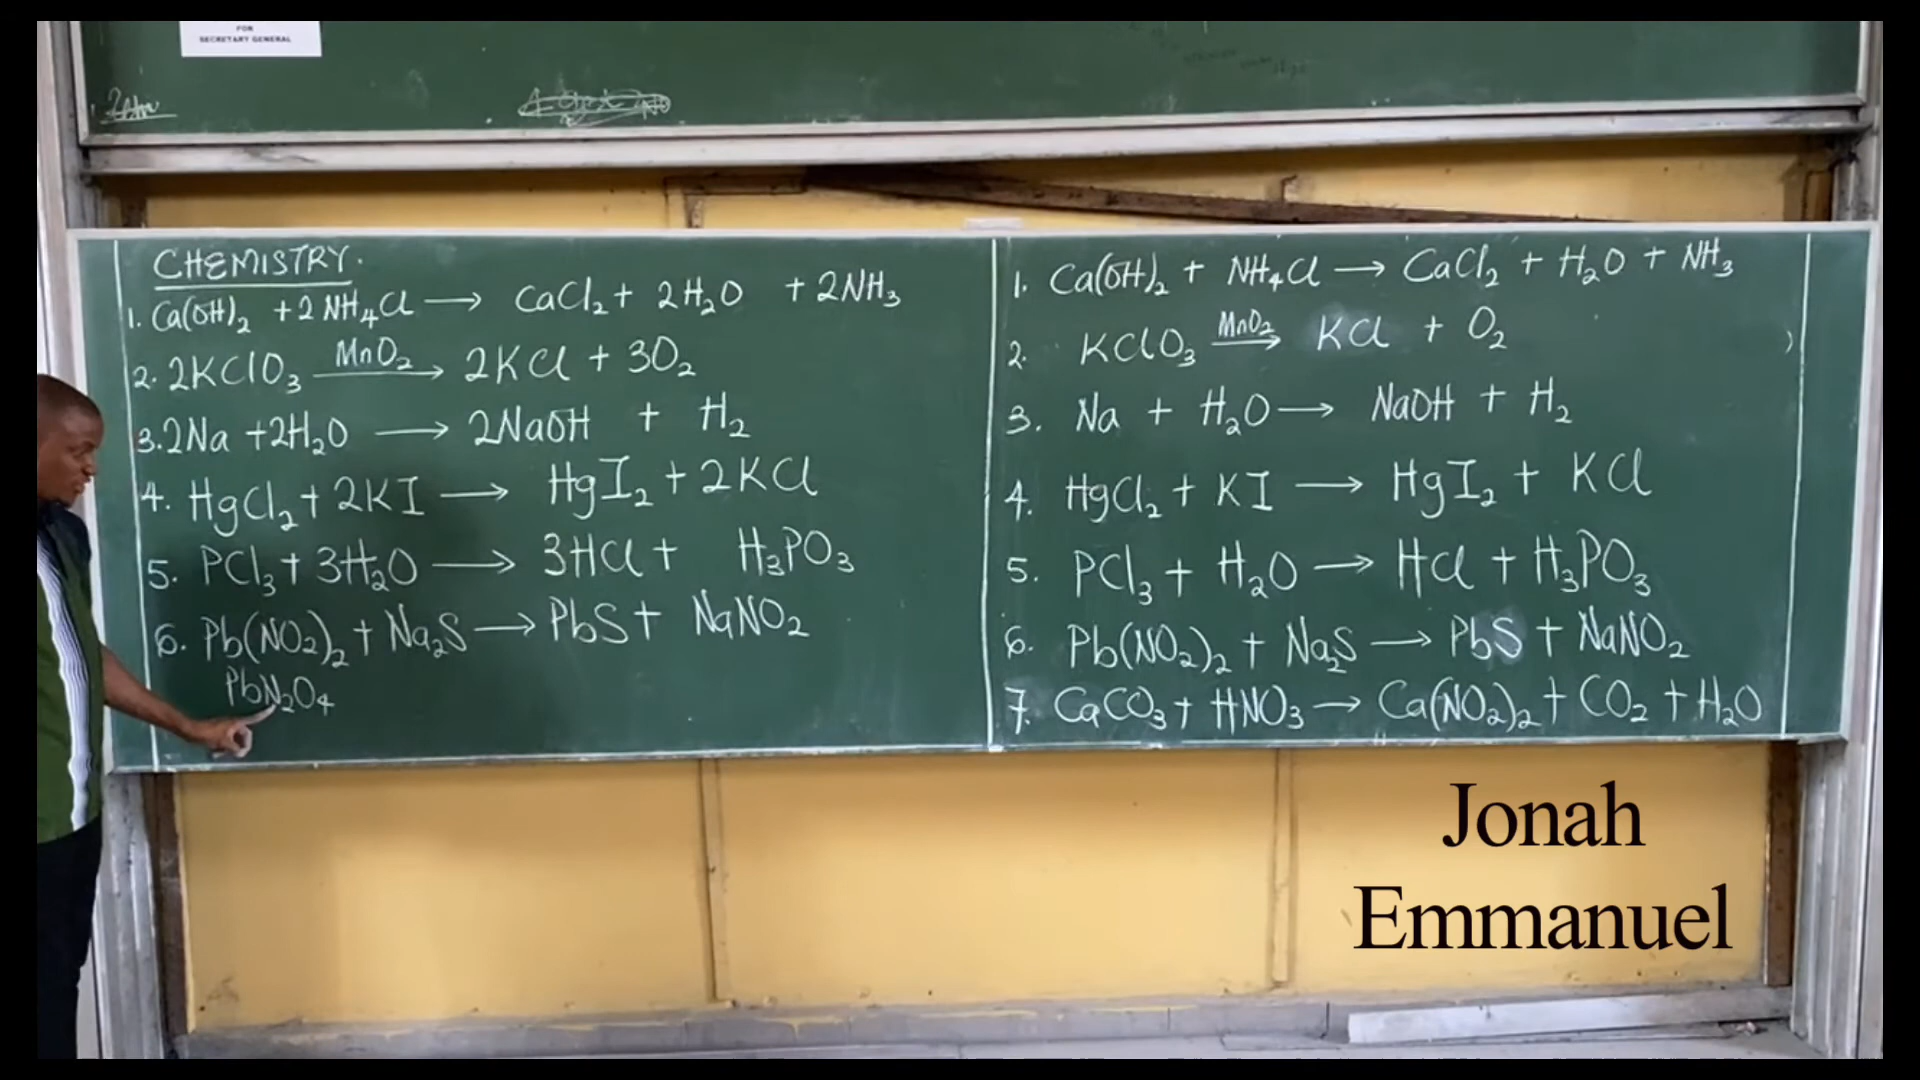 FOR
SECRETARY GENERAL
CHEMISTRY.
1. Ca(OH)₂ + 2NH₄Cl → CaCl₂ + 2H₂O + 2NH₃
2. 2KClO₃ MnO₂→ 2KCl + 3O₂
3. 2Na + 2H₂O → 2NaOH + H₂
4. HgCl₂ + 2KI → HgI₂ + 2KCl
5. PCl₃ + 3H₂O → 3HCl + H₃PO₃
6. Pb(NO₂)₂ + Na₂S → PbS + NaNO₂
PbN₂O₄
1. Ca(OH)₂ + NH₄Cl → CaCl₂ + H₂O + NH₃
2. KClO₃ MnO₂→ KCl + O₂
3. Na + H₂O → NaOH + H₂
4. HgCl₂ + KI → HgI₂ + KCl
5. PCl₃ + H₂O → HCl + H₃PO₃
6. Pb(NO₂)₂ + Na₂S → PbS + NaNO₂
7. CaCO₃ + HNO₃ → Ca(NO₂)₂ + CO₂ + H₂O
Jonah
Emmanuel